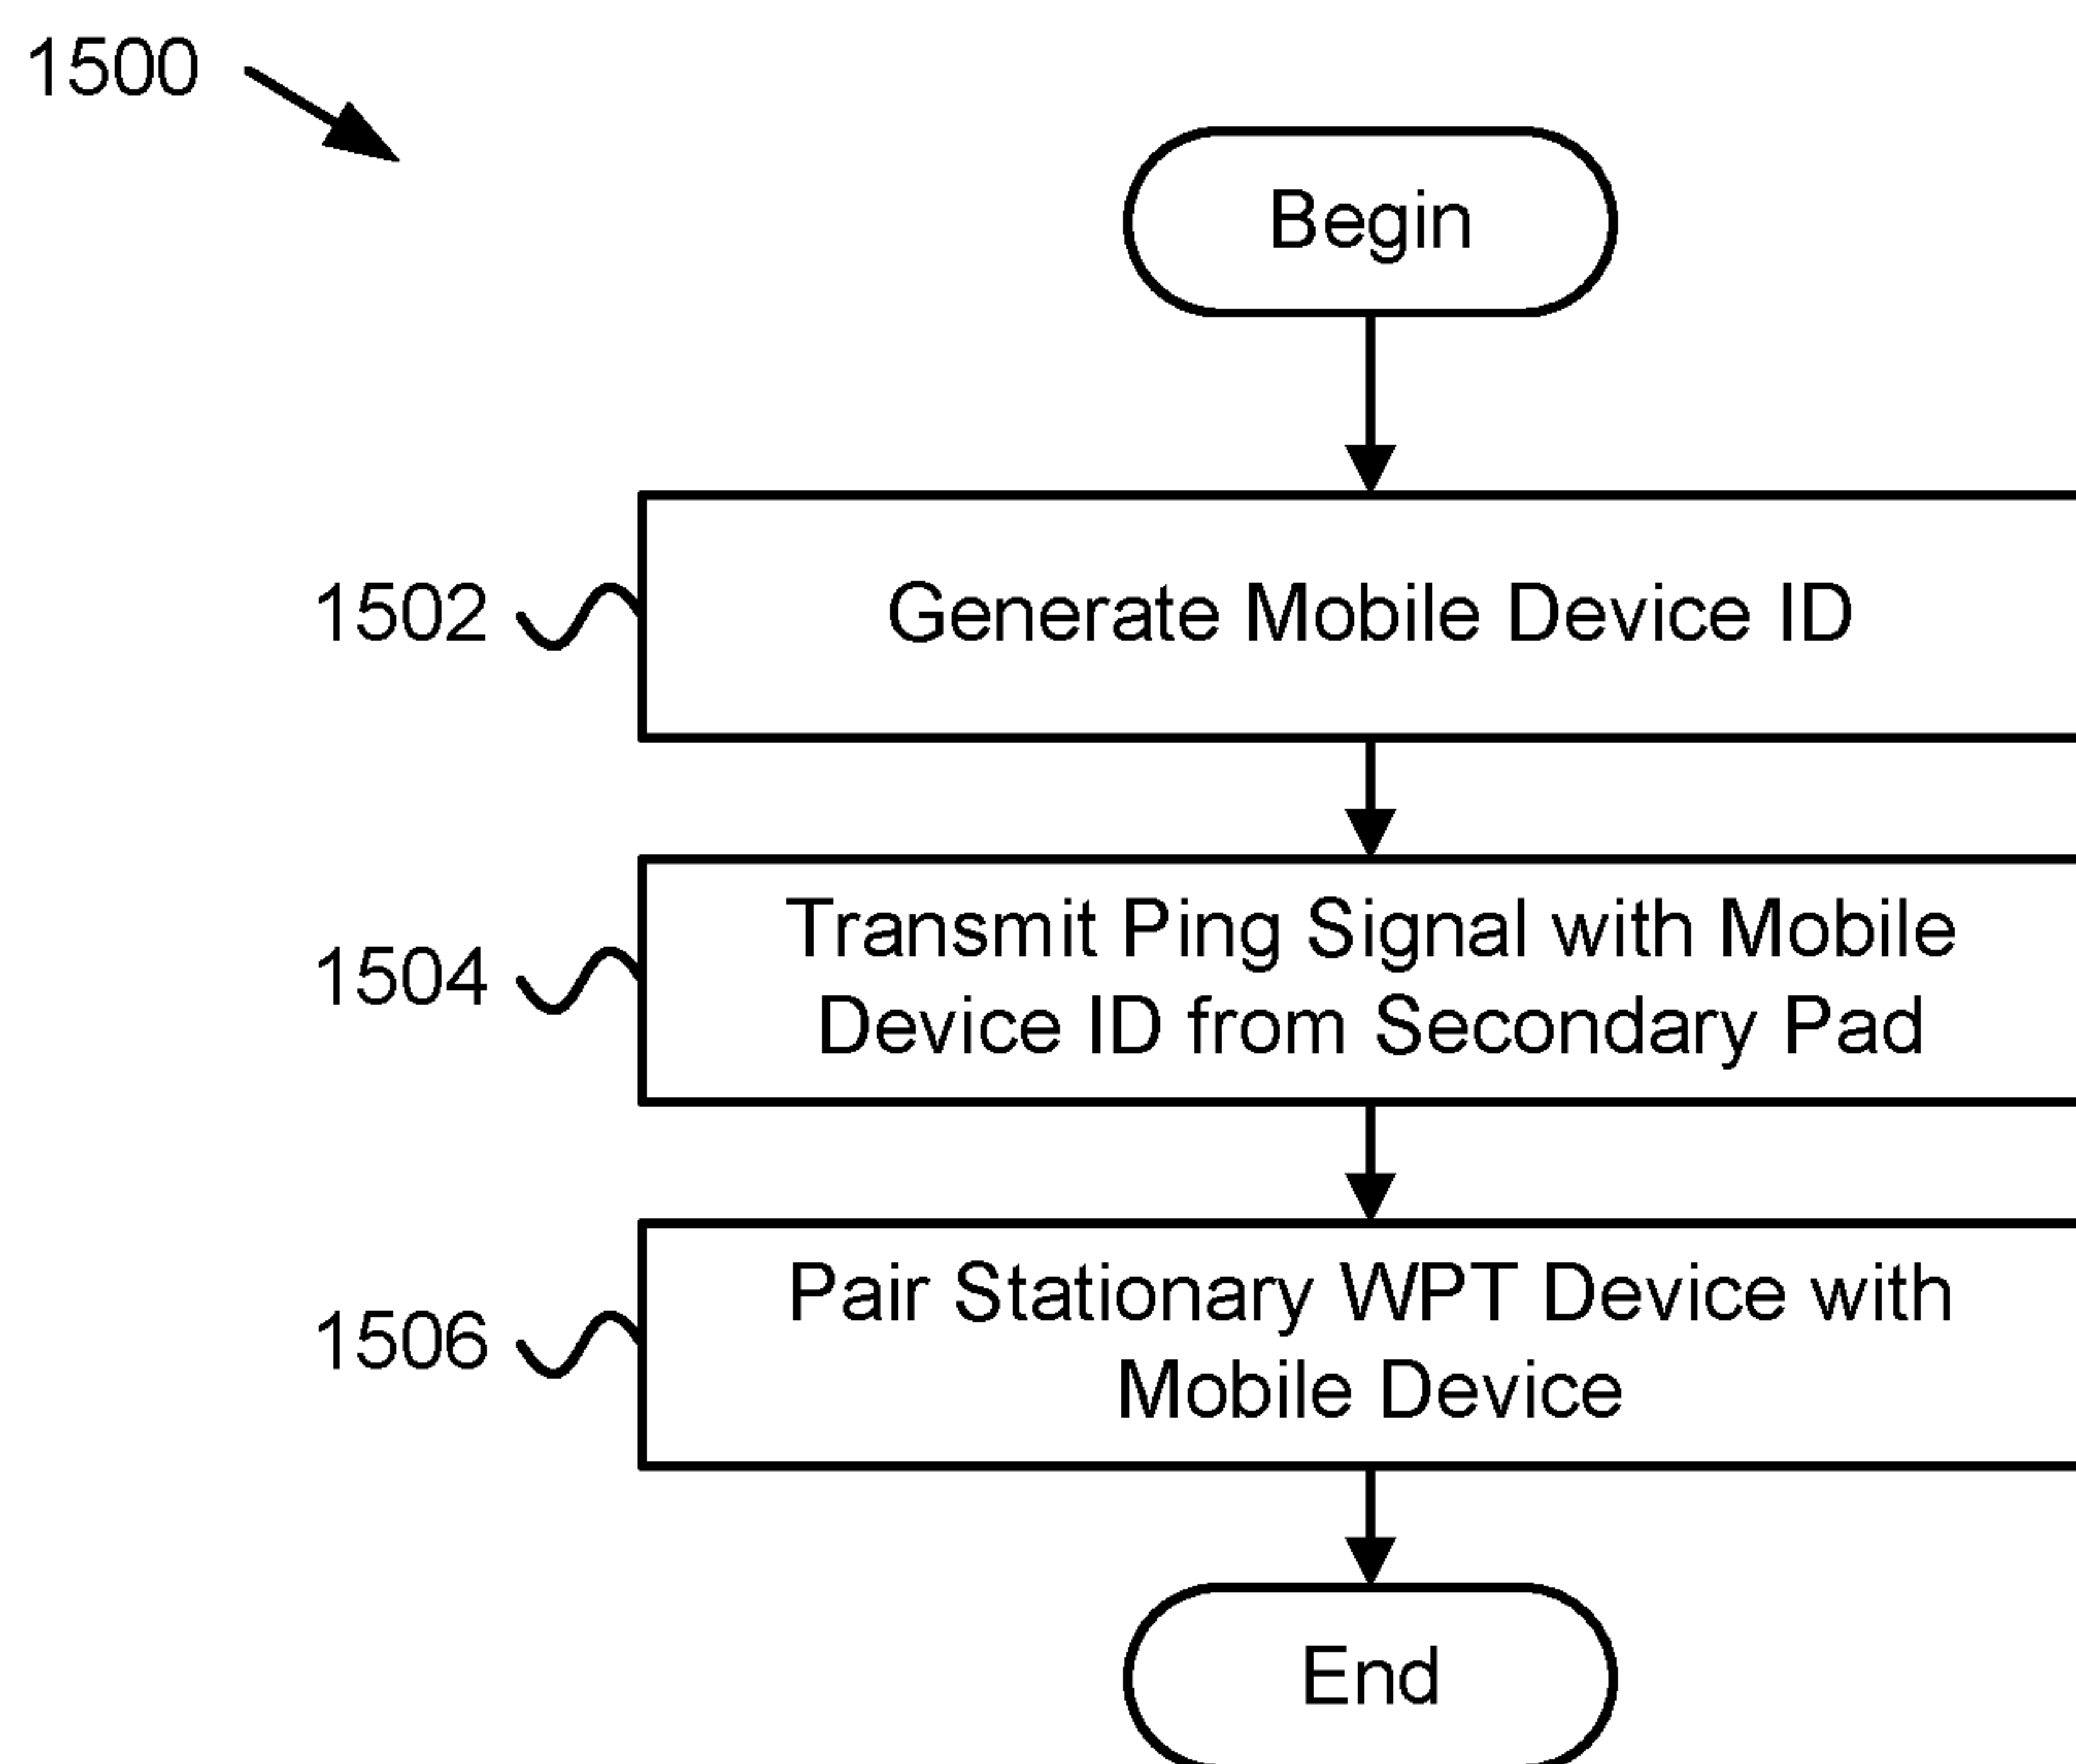 1500
Begin
1502
Generate Mobile Device ID
1504
Transmit Ping Signal with Mobile
Device ID from Secondary Pad
1506
Pair Stationary WPT Device with
Mobile Device
End